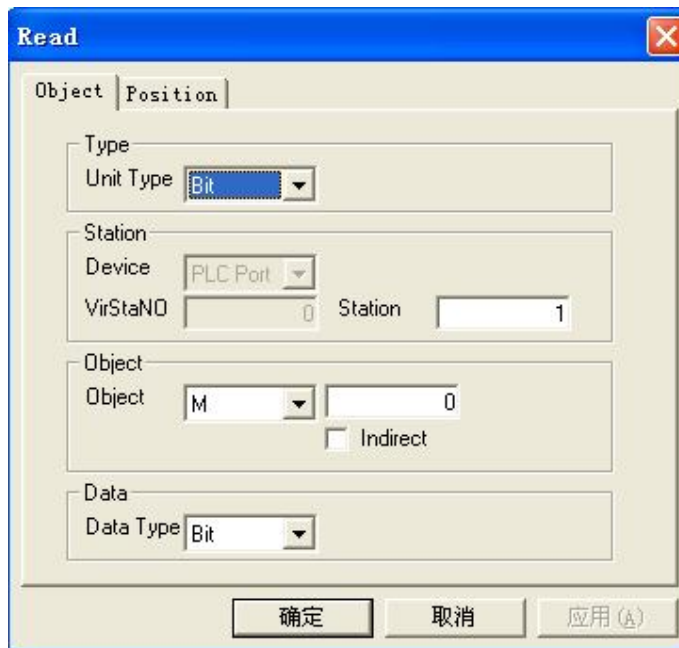 Read
Object Position
Type
Unit Type Bit
Station
Device PLC Port
VirStaNO 0 Station 1
Object
Object M 0
Indirect
Data
Data Type Bit
确定 取消 应用(A)